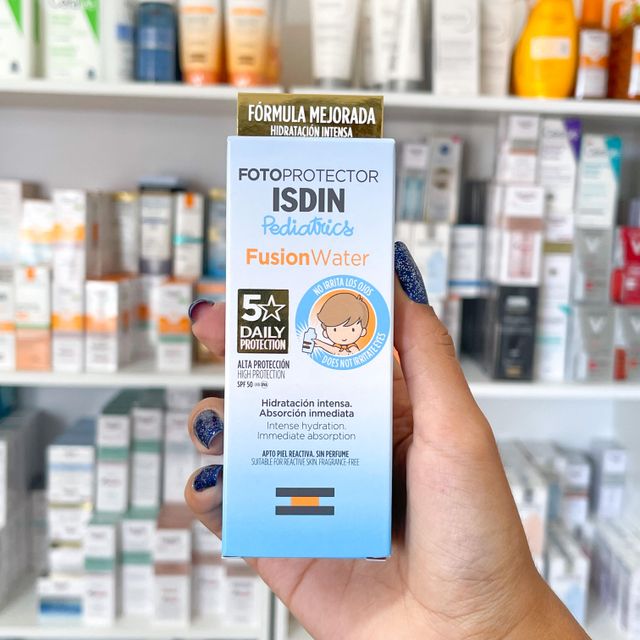 FÓRMULA MEJORADA
HIDRATACIÓN INTENSA
FOTOPROTECTOR
ISDIN
Pediatrics
FusionWater
5☆
DAILY
PROTECTION
NO IRRITA LOS OJOS
DOES NOT IRRITATE EYES
ALTA PROTECCIÓN
HIGH PROTECTION
SPF 50
Hidratación intensa.
Absorción inmediata
Intense hydration.
Immediate absorption
APTO PIEL REACTIVA. SIN PERFUME
SUITABLE FOR REACTIVE SKIN. FRAGRANCE-FREE